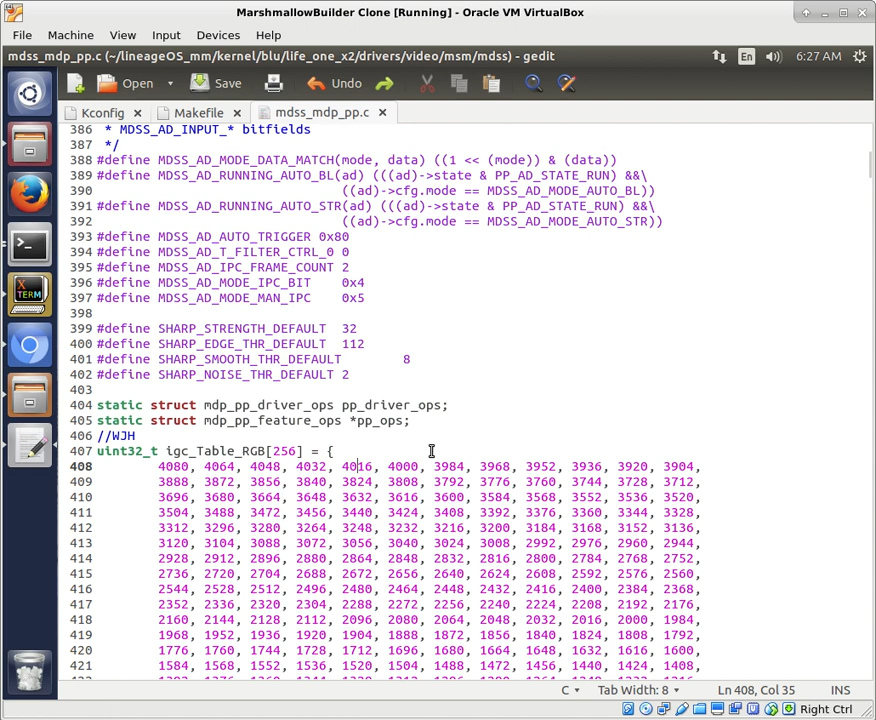 MarshmallowBuilder Clone [Running] - Oracle VM VirtualBox
File Machine View Input Devices Help
mdss_mdp_pp.c (~/lineageOS_mm/kernel/blu/life_one_x2/drivers/video/msm/mdss) - gedit En 6:27 AM
Open Save Undo
Kconfig Makefile mdss_mdp_pp.c
386 * MDSS_AD_INPUT_* bitfields
387 */
388 #define MDSS_AD_MODE_DATA_MATCH(mode, data) ((1 << (mode)) & (data))
389 #define MDSS_AD_RUNNING_AUTO_BL(ad) (((ad)->state & PP_AD_STATE_RUN) &&\
390 ((ad)->cfg.mode == MDSS_AD_MODE_AUTO_BL))
391 #define MDSS_AD_RUNNING_AUTO_STR(ad) (((ad)->state & PP_AD_STATE_RUN) &&\
392 ((ad)->cfg.mode == MDSS_AD_MODE_AUTO_STR))
393 #define MDSS_AD_AUTO_TRIGGER 0x80
394 #define MDSS_AD_T_FILTER_CTRL_0 0
395 #define MDSS_AD_IPC_FRAME_COUNT 2
396 #define MDSS_AD_MODE_IPC_BIT 0x4
397 #define MDSS_AD_MODE_MAN_IPC 0x5
398
399 #define SHARP_STRENGTH_DEFAULT 32
400 #define SHARP_EDGE_THR_DEFAULT 112
401 #define SHARP_SMOOTH_THR_DEFAULT 8
402 #define SHARP_NOISE_THR_DEFAULT 2
403
404 static struct mdp_pp_driver_ops pp_driver_ops;
405 static struct mdp_pp_feature_ops *pp_ops;
406 //WJH
407 uint32_t igc_Table_RGB[256] = {
408 4080, 4064, 4048, 4032, 4016, 4000, 3984, 3968, 3952, 3936, 3920, 3904,
409 3888, 3872, 3856, 3840, 3824, 3808, 3792, 3776, 3760, 3744, 3728, 3712,
410 3696, 3680, 3664, 3648, 3632, 3616, 3600, 3584, 3568, 3552, 3536, 3520,
411 3504, 3488, 3472, 3456, 3440, 3424, 3408, 3392, 3376, 3360, 3344, 3328,
412 3312, 3296, 3280, 3264, 3248, 3232, 3216, 3200, 3184, 3168, 3152, 3136,
413 3120, 3104, 3088, 3072, 3056, 3040, 3024, 3008, 2992, 2976, 2960, 2944,
414 2928, 2912, 2896, 2880, 2864, 2848, 2832, 2816, 2800, 2784, 2768, 2752,
415 2736, 2720, 2704, 2688, 2672, 2656, 2640, 2624, 2608, 2592, 2576, 2560,
416 2544, 2528, 2512, 2496, 2480, 2464, 2448, 2432, 2416, 2400, 2384, 2368,
417 2352, 2336, 2320, 2304, 2288, 2272, 2256, 2240, 2224, 2208, 2192, 2176,
418 2160, 2144, 2128, 2112, 2096, 2080, 2064, 2048, 2032, 2016, 2000, 1984,
419 1968, 1952, 1936, 1920, 1904, 1888, 1872, 1856, 1840, 1824, 1808, 1792,
420 1776, 1760, 1744, 1728, 1712, 1696, 1680, 1664, 1648, 1632, 1616, 1600,
421 1584, 1568, 1552, 1536, 1520, 1504, 1488, 1472, 1456, 1440, 1424, 1408,
X TERM
C Tab Width: 8 Ln 408, Col 35 INS
Right Ctrl